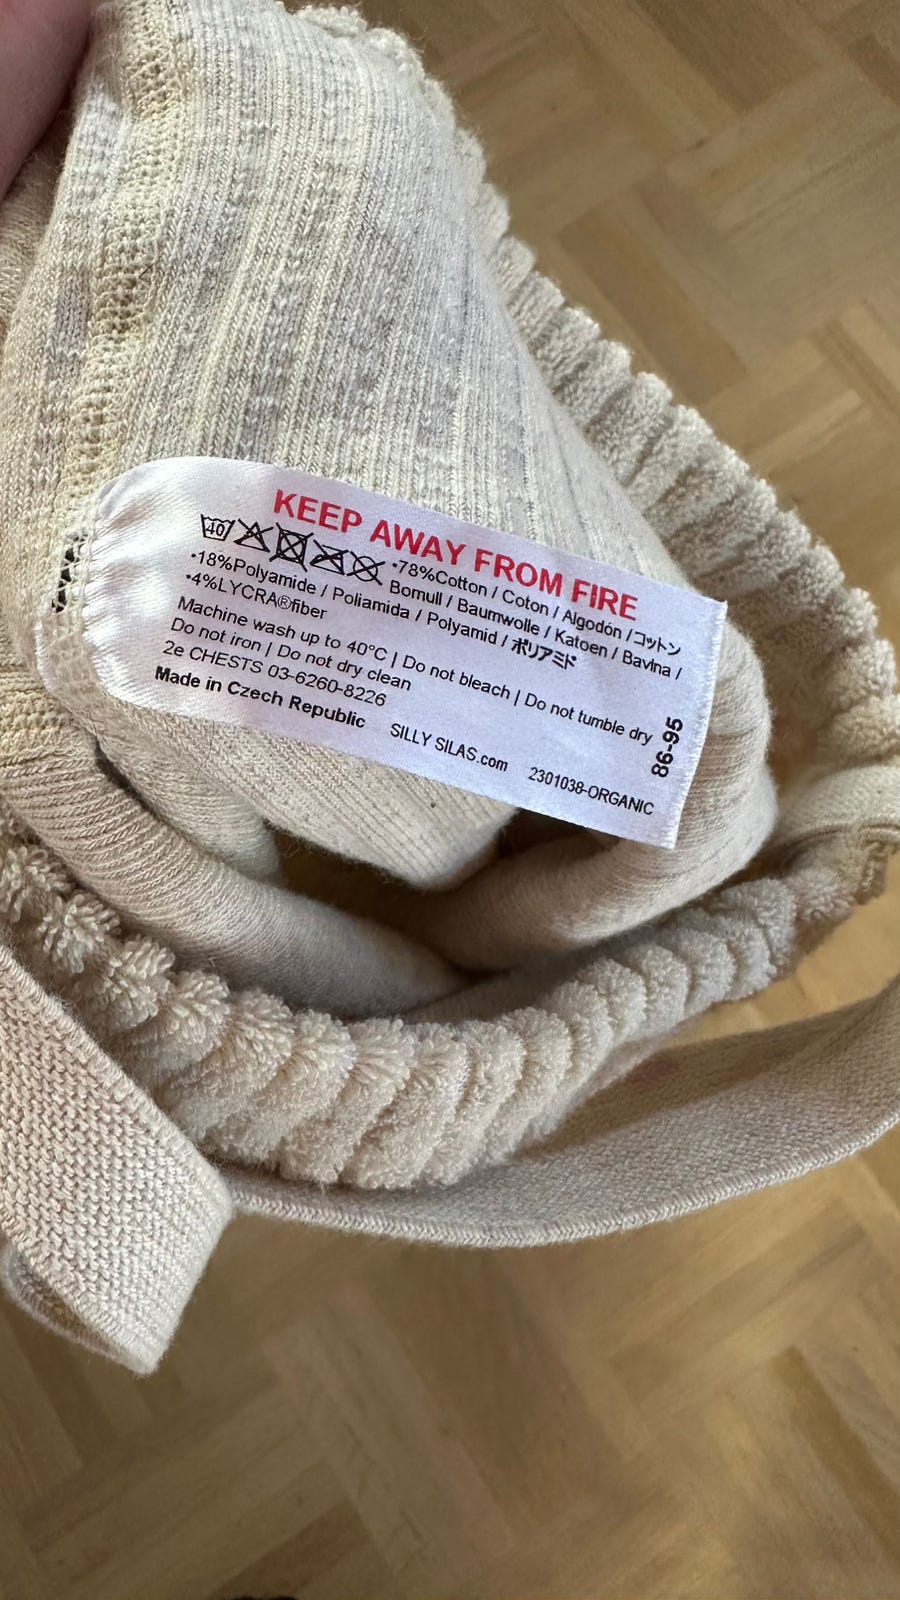 KEEP AWAY FROM FIRE
40
•78%Cotton / Coton / Algodón /コットン
Bomull / Baumwolle / Katoen / Bavlna /
•18%Polyamide / Poliamida / Polyamid / ポリアミド
•4%LYCRA®fiber
Machine wash up to 40°C | Do not bleach | Do not tumble dry
Do not iron | Do not dry clean
2e CHESTS 03-6260-8226
Made in Czech Republic
SILLY SILAS.com
2301038-ORGANIC
86-95